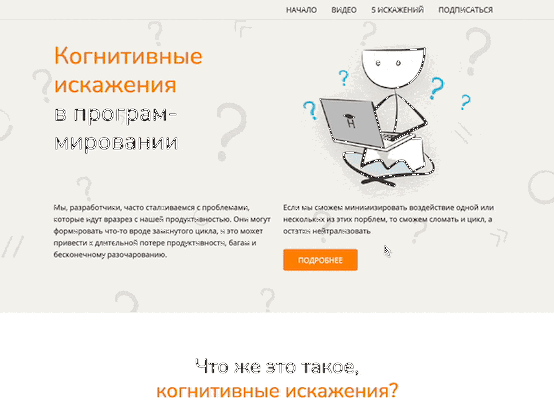 НАЧАЛО ВИДЕО 5 ИСКАЖЕНИЙ ПОДПИСАТЬСЯ
Когнитивные
искажения
в програм-
мировании
Мы, разработчики, часто сталкиваемся с проблемами,
которые идут вразрез с нашей продуктивностью. Они могут
формировать что-то вроде замкнутого цикла, и это может
привести к длительной потере продуктивности, багам и
бесконечному разочарованию.
Если мы сможем минимизировать воздействие одной или
нескольких из этих порблем, то сможем сломать и цикл, а
остатки нейтрализовать
ПОДРОБНЕЕ
Что же это такое,
когнитивные искажения?